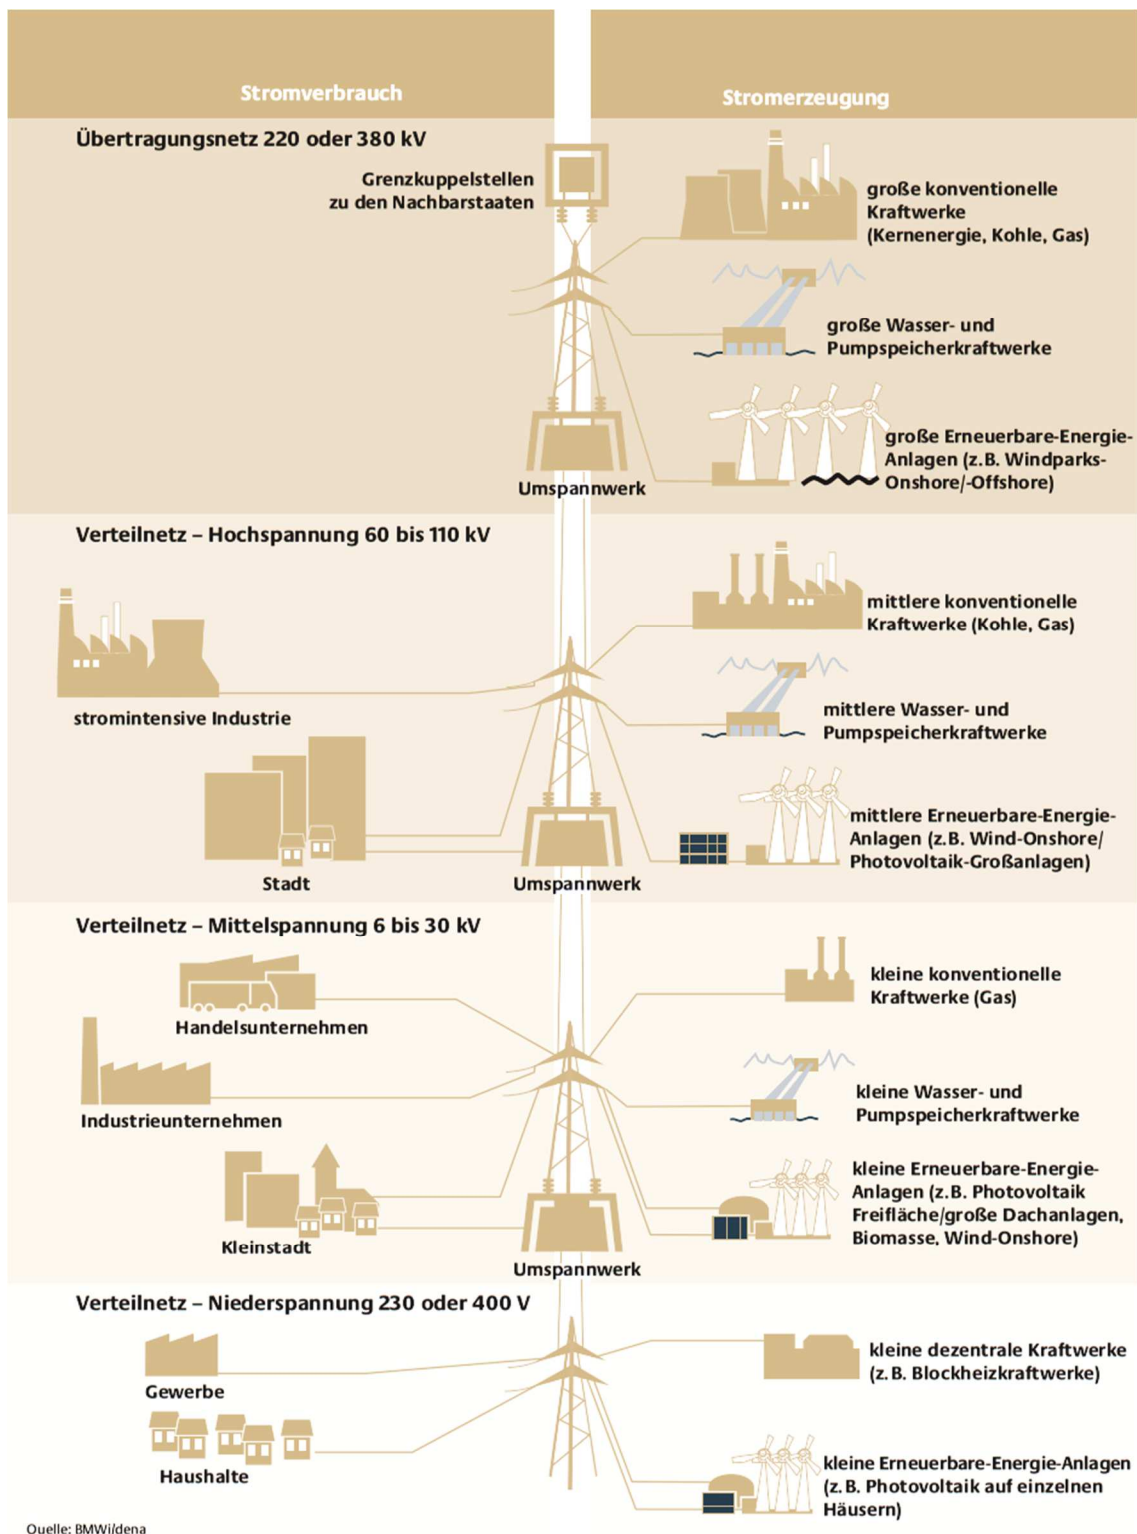 Stromverbrauch
Stromerzeugung
Übertragungsnetz 220 oder 380 kV
Grenzkuppelstellen
zu den Nachbarstaaten
große konventionelle
Kraftwerke
(Kernenergie, Kohle, Gas)
große Wasser- und
Pumpspeicherkraftwerke
große Erneuerbare-Energie-
Anlagen (z.B. Windparks-
Onshore/-Offshore)
Umspannwerk
Verteilnetz – Hochspannung 60 bis 110 kV
mittlere konventionelle
Kraftwerke (Kohle, Gas)
stromintensive Industrie
mittlere Wasser- und
Pumpspeicherkraftwerke
mittlere Erneuerbare-Energie-
Anlagen (z.B. Wind-Onshore/
Photovoltaik-Großanlagen)
Stadt
Umspannwerk
Verteilnetz – Mittelspannung 6 bis 30 kV
kleine konventionelle
Kraftwerke (Gas)
Handelsunternehmen
kleine Wasser- und
Pumpspeicherkraftwerke
Industrieunternehmen
kleine Erneuerbare-Energie-
Anlagen (z.B. Photovoltaik
Freifläche/große Dachanlagen,
Biomasse, Wind-Onshore)
Kleinstadt
Umspannwerk
Verteilnetz – Niederspannung 230 oder 400 V
kleine dezentrale Kraftwerke
(z.B. Blockheizkraftwerke)
Gewerbe
Haushalte
kleine Erneuerbare-Energie-Anlagen
(z.B. Photovoltaik auf einzelnen
Häusern)
Quelle: BMWi/dena